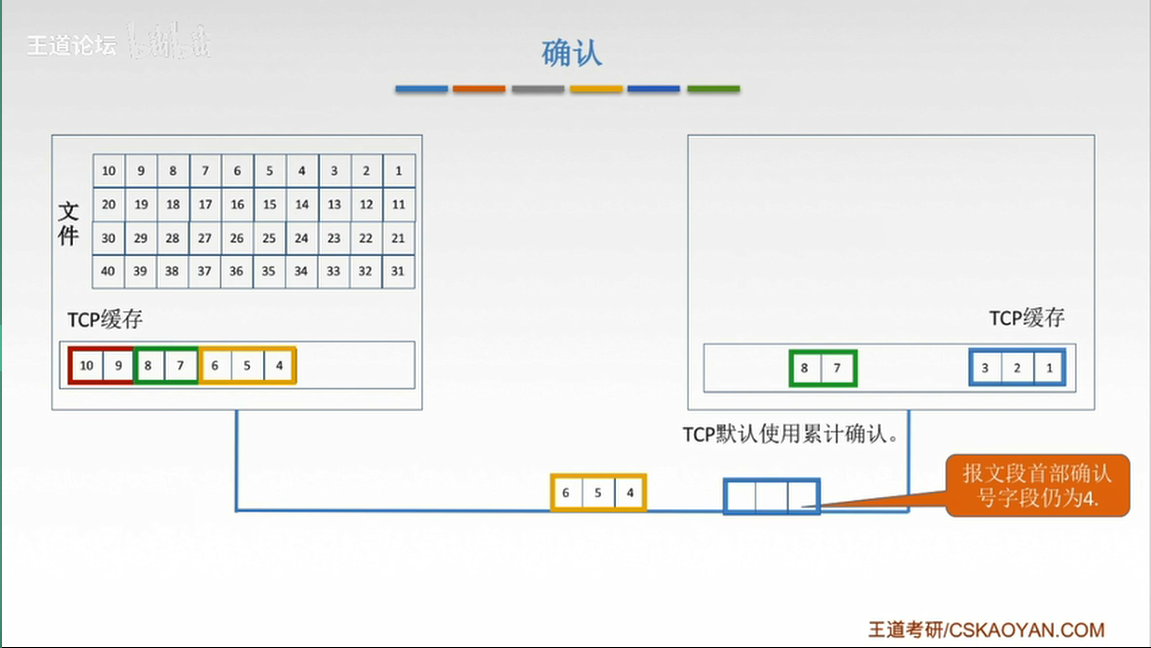 王道论坛
确认
文件
10 9 8 7 6 5 4 3 2 1
20 19 18 17 16 15 14 13 12 11
30 29 28 27 26 25 24 23 22 21
40 39 38 37 36 35 34 33 32 31
TCP缓存
10 9 8 7 6 5 4
TCP缓存
8 7
3 2 1
TCP默认使用累计确认。
6 5 4
报文段首部确认
号字段仍为4.
王道考研/CSKAOYAN.COM